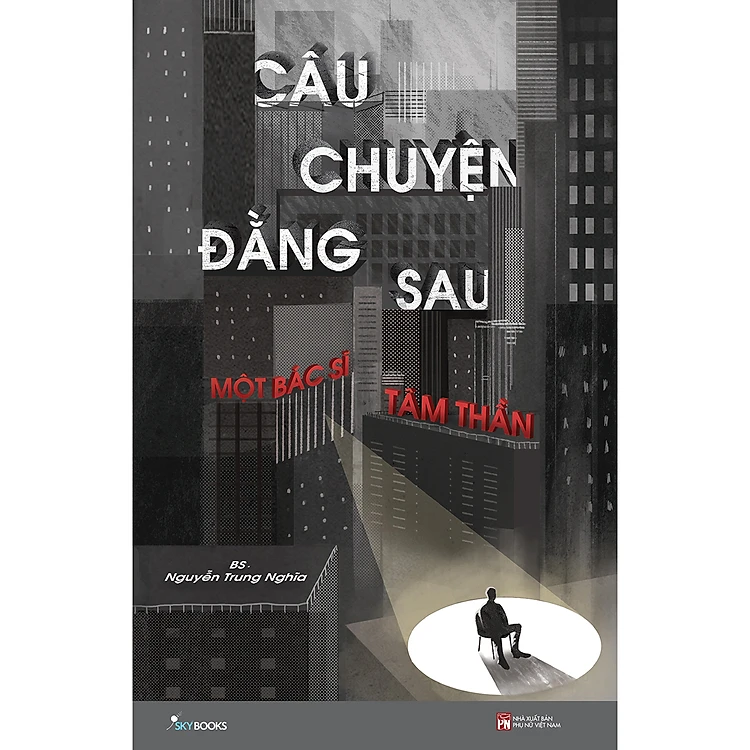 CÂU
CHUYỆN
ĐẰNG
SAU
MỘT BÁC SĨ
TÂM THẦN
BS.
Nguyễn Trung Nghĩa
SKYBOOKS
PN
NHÀ XUẤT BẢN
PHỤ NỮ VIỆT NAM